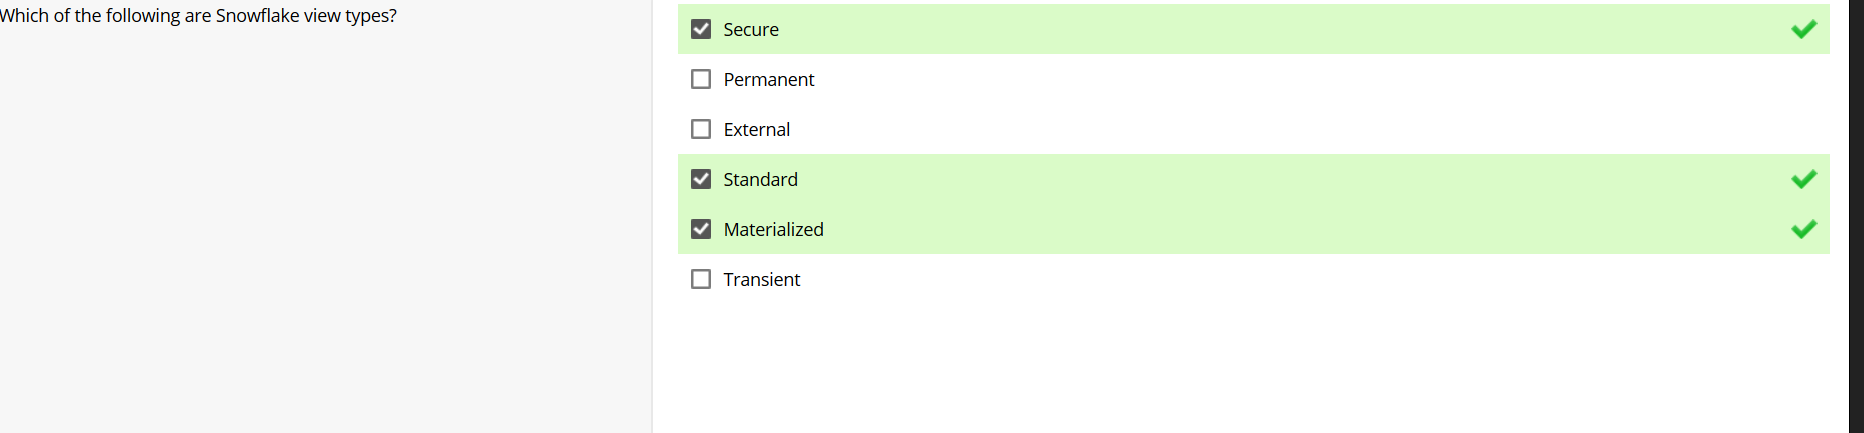 Which of the following are Snowflake view types?
Secure
Permanent
External
Standard
Materialized
Transient